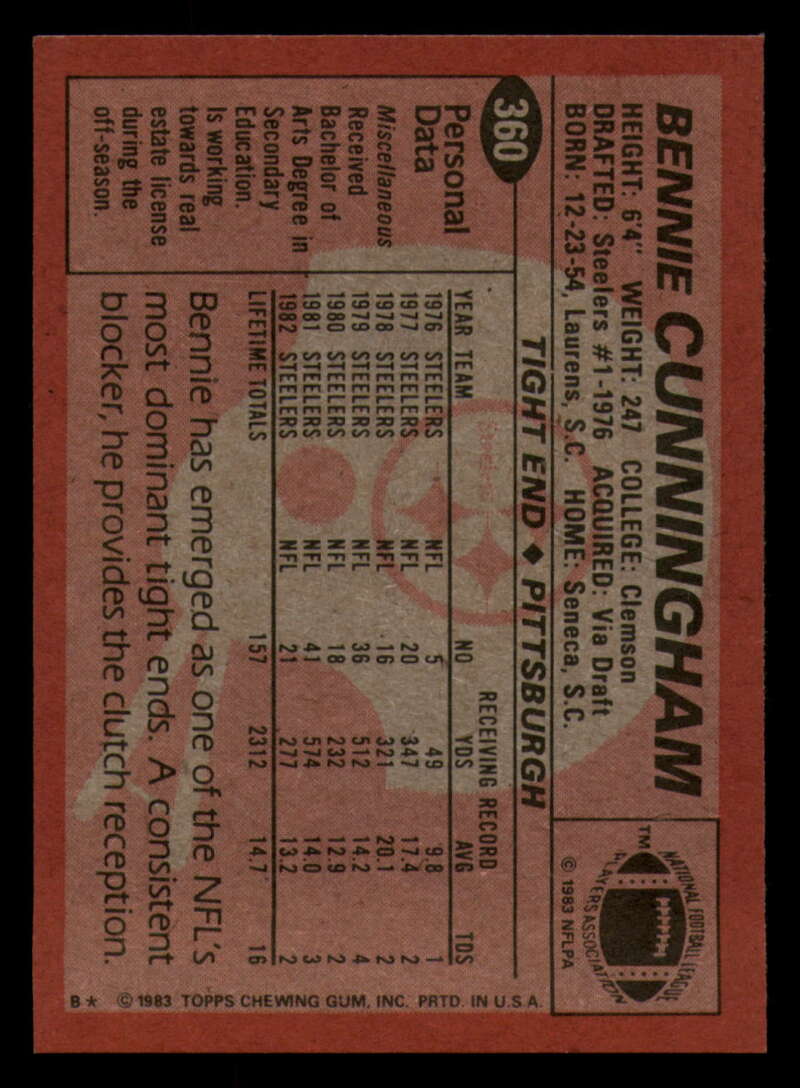 BENNIE CUNNINGHAM
HEIGHT: 6'4" WEIGHT: 247 COLLEGE: Clemson
DRAFTED: Steelers #1-1976 ACQUIRED: Via Draft
BORN: 12-23-54, Laurens, S.C. HOME: Seneca, S.C.
NATIONAL FOOTBALL LEAGUE
PLAYERS ASSOCIATION
TM
© 1983 NFLPA
360
TIGHT END ♦ PITTSBURGH
Personal
Data
Miscellaneous
Received
Bachelor of
Arts Degree in
Secondary
Education.
Is working
towards real
estate license
during the
off-season.
Steelers
RECEIVING RECORD
YEAR TEAM NO YDS AVG TDS
1976 STEELERS NFL 5 49 9.8 1
1977 STEELERS NFL 20 347 17.4 2
1978 STEELERS NFL 16 321 20.1 2
1979 STEELERS NFL 36 512 14.2 4
1980 STEELERS NFL 18 232 12.9 2
1981 STEELERS NFL 41 574 14.0 3
1982 STEELERS NFL 21 277 13.2 2
LIFETIME TOTALS 157 2312 14.7 16
Bennie has emerged as one of the NFL's
most dominant tight ends. A consistent
blocker, he provides the clutch reception.
B* © 1983 TOPPS CHEWING GUM, INC. PRTD. IN U.S.A.